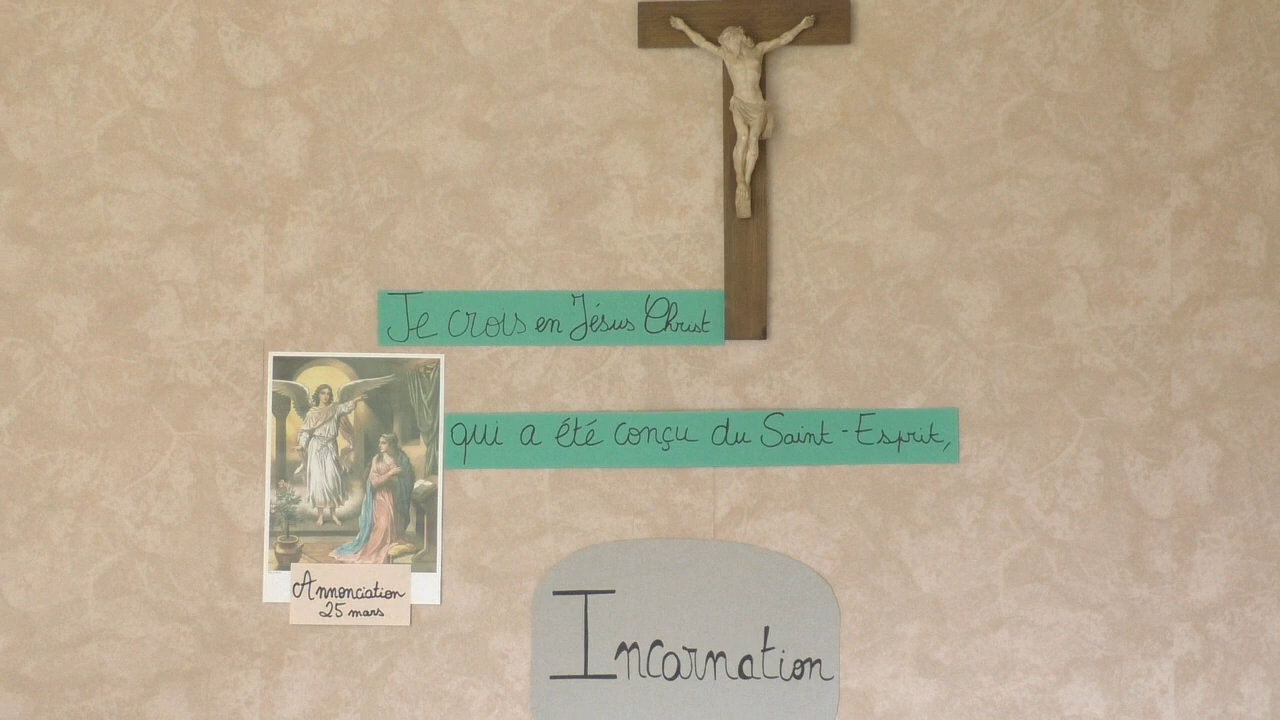 Je crois en Jésus Christ
qui a été conçu du Saint-Esprit,
Annonciation
25 mars
Incarnation